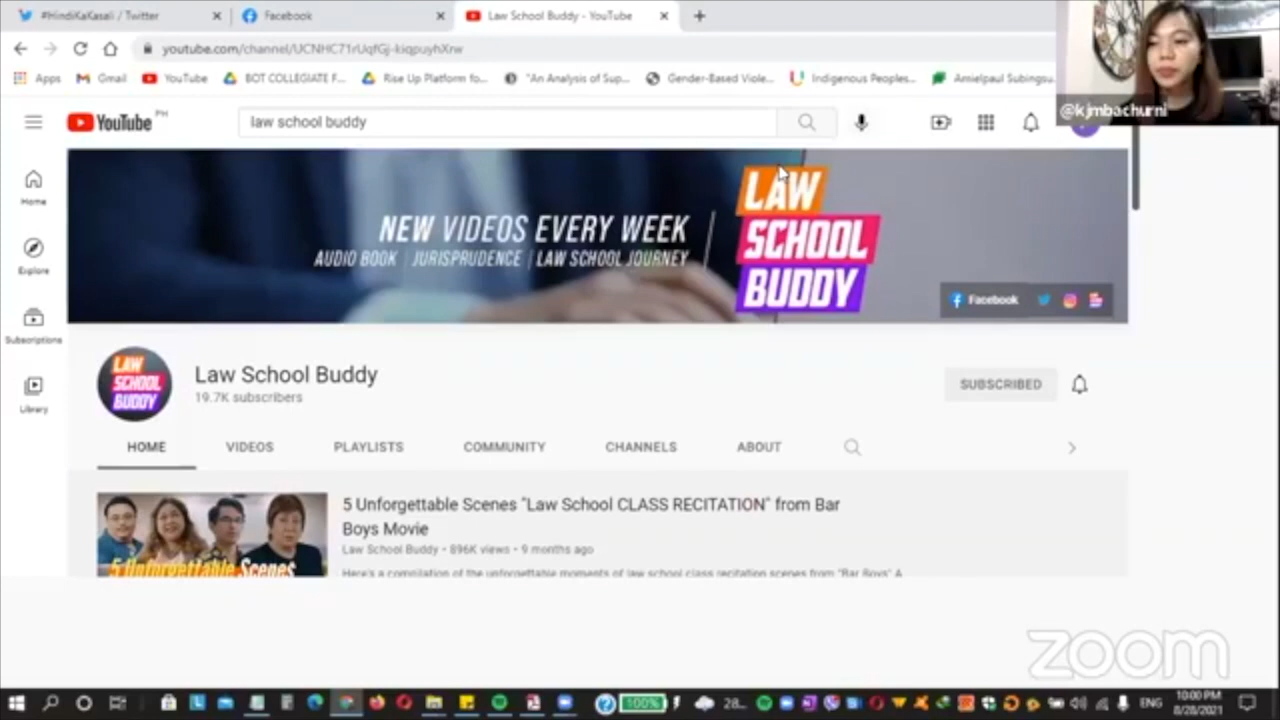 #HindiKaKasali / Twitter
Facebook
Law School Buddy - YouTube
youtube.com/channel/UCNHC71rUqfGj-kiqpuyhXrw
Apps
Gmail
YouTube
BOT COLLEGIATE F...
Rise Up Platform fo...
"An Analysis of Sup...
Gender-Based Viole...
Indigenous Peoples...
Amielpaul Subingsu
@kjmbachurni
YouTube PH
law school buddy
Home
Explore
Subscriptions
Library
NEW VIDEOS EVERY WEEK
AUDIO BOOK | JURISPRUDENCE | LAW SCHOOL JOURNEY
LAW
SCHOOL
BUDDY
Facebook
LAW
SCHOOL
BUDDY
Law School Buddy
19.7K subscribers
SUBSCRIBED
HOME
VIDEOS
PLAYLISTS
COMMUNITY
CHANNELS
ABOUT
5 Unforgettable Scenes
5 Unforgettable Scenes "Law School CLASS RECITATION" from Bar
Boys Movie
Law School Buddy • 896K views • 9 months ago
Here's a compilation of the unforgettable moments of law school class recitation scenes from "Bar Boys" A
zoom
100%
28...
ENG
10:00 PM
8/28/2021